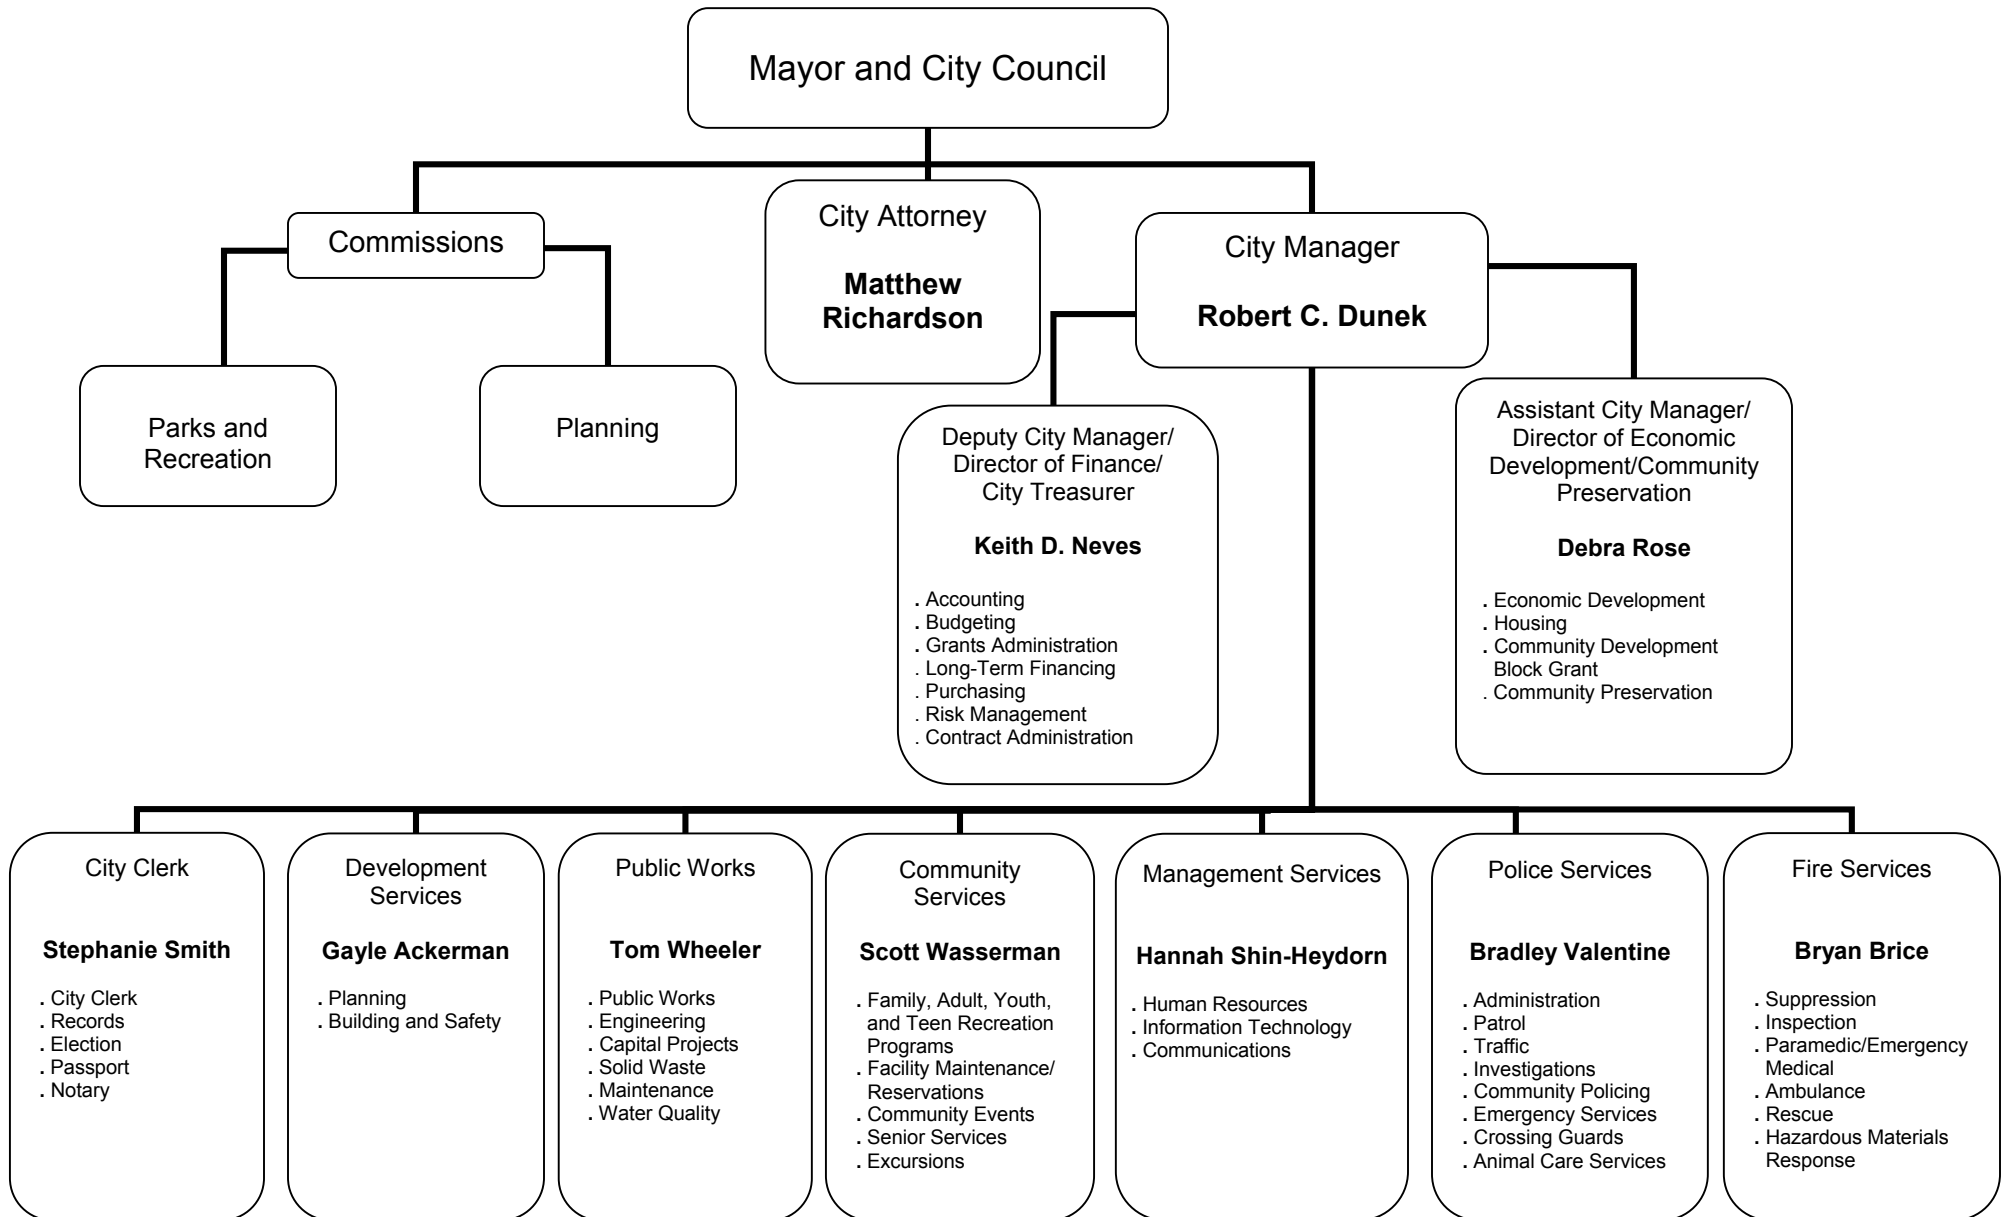 Mayor and City Council
Commissions
City Attorney
Matthew
Richardson
City Manager
Robert C. Dunek
Parks and
Recreation
Planning
Deputy City Manager/
Director of Finance/
City Treasurer
Keith D. Neves
. Accounting
. Budgeting
. Grants Administration
. Long-Term Financing
. Purchasing
. Risk Management
. Contract Administration
Assistant City Manager/
Director of Economic
Development/Community
Preservation
Debra Rose
. Economic Development
. Housing
. Community Development
Block Grant
. Community Preservation
City Clerk
Stephanie Smith
. City Clerk
. Records
. Election
. Passport
. Notary
Development
Services
Gayle Ackerman
. Planning
. Building and Safety
Public Works
Tom Wheeler
. Public Works
. Engineering
. Capital Projects
. Solid Waste
. Maintenance
. Water Quality
Community
Services
Scott Wasserman
. Family, Adult, Youth,
and Teen Recreation
Programs
. Facility Maintenance/
Reservations
. Community Events
. Senior Services
. Excursions
Management Services
Hannah Shin-Heydorn
. Human Resources
. Information Technology
. Communications
Police Services
Bradley Valentine
. Administration
. Patrol
. Traffic
. Investigations
. Community Policing
. Emergency Services
. Crossing Guards
. Animal Care Services
Fire Services
Bryan Brice
. Suppression
. Inspection
. Paramedic/Emergency
Medical
. Ambulance
. Rescue
. Hazardous Materials
Response